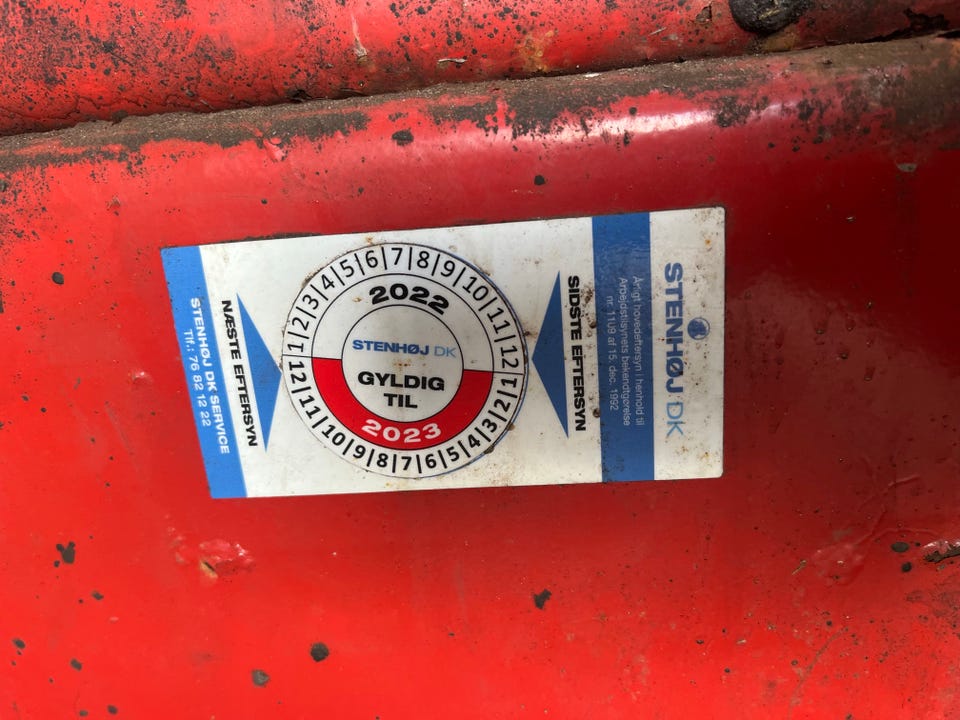 STENHØJ DK
Årligt hovedeftersyn i henhold til
Arbejdstilsynets bekendtgørelse
nr. 1109 af 15. dec. 1992
SIDSTE EFTERSYN
1|2|3|4|5|6|7|8|9|10|11|12
2022
STENHØJ DK
GYLDIG
TIL
2023
1|2|3|4|5|6|7|8|9|10|11|12
NÆSTE EFTERSYN
STENHØJ DK SERVICE
Tlf.: 76 82 12 22